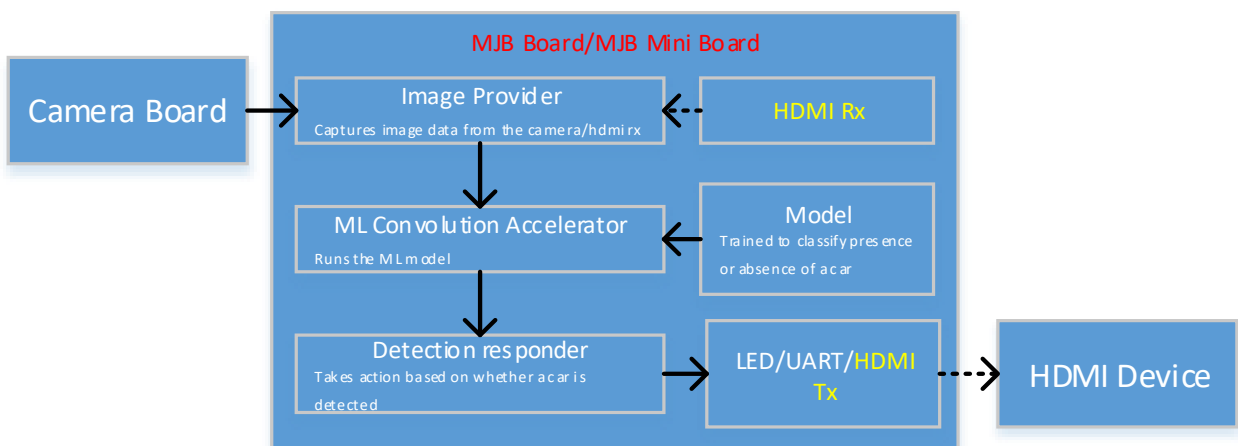 MJB Board/MJB Mini Board
Camera Board
Image Provider
Captures image data from the camera/hdmi rx
HDMI Rx
ML Convolution Accelerator
Runs the ML model
Model
Trained to classify presence
or absence of a car
Detection responder
Takes action based on whether a car is
detected
LED/UART/HDMI
Tx
HDMI Device